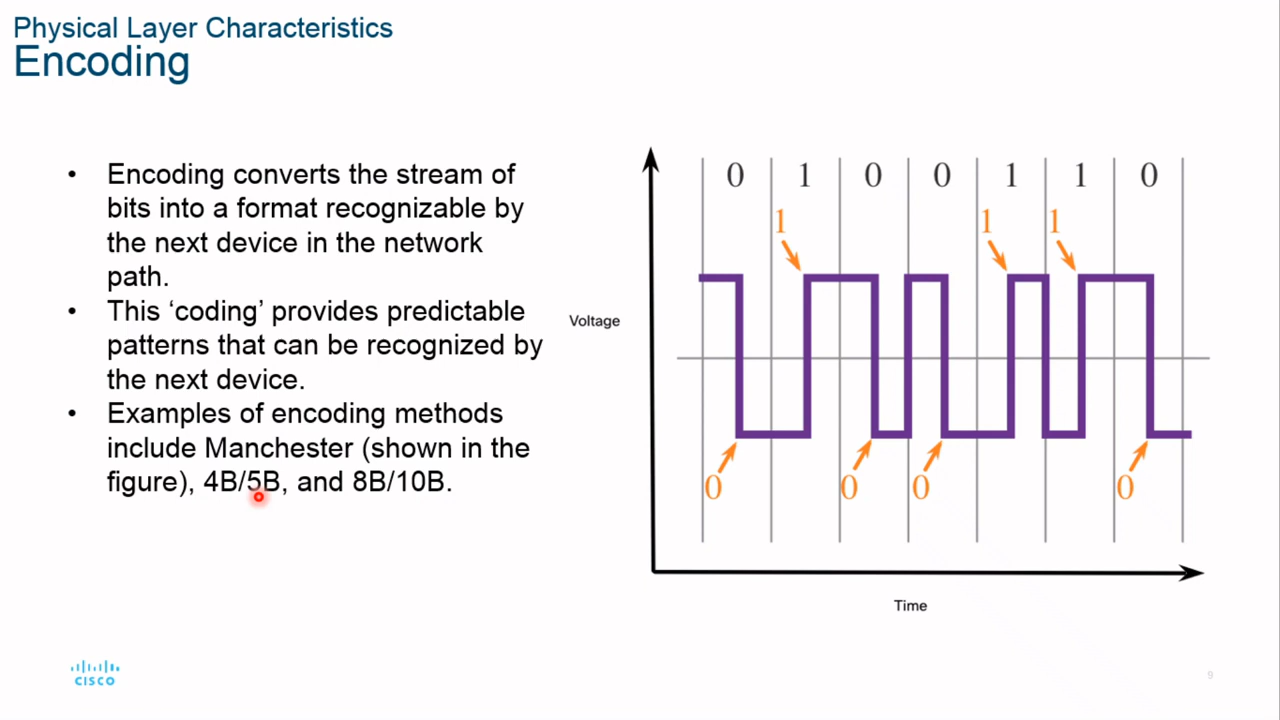 Physical Layer Characteristics
Encoding
• Encoding converts the stream of
bits into a format recognizable by
the next device in the network
path.
• This ‘coding’ provides predictable
patterns that can be recognized by
the next device.
• Examples of encoding methods
include Manchester (shown in the
figure), 4B/5B, and 8B/10B.
0 1 0 0 1 1 0
1 1 1
Voltage
0 0 0 0
Time
CISCO
9